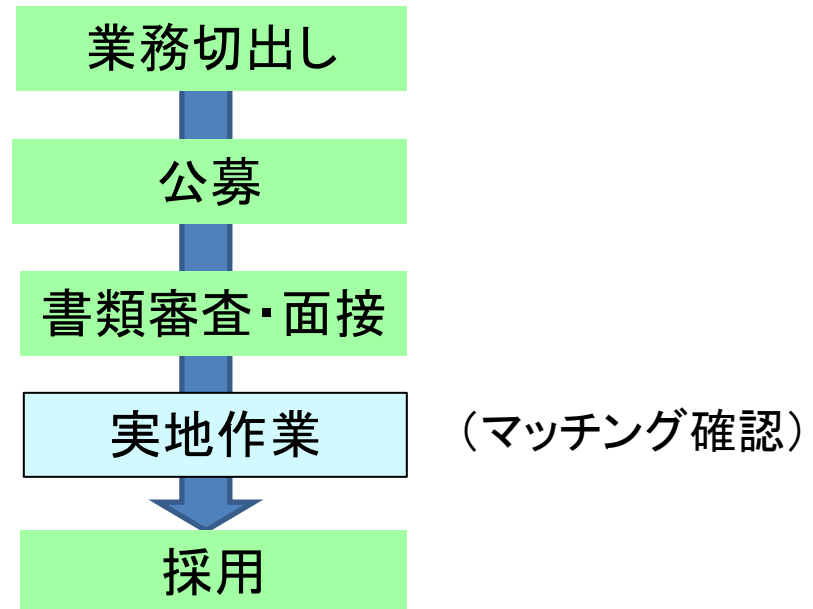 業務切出し
公募
書類審査・面接
実地作業
（マッチング確認）
採用